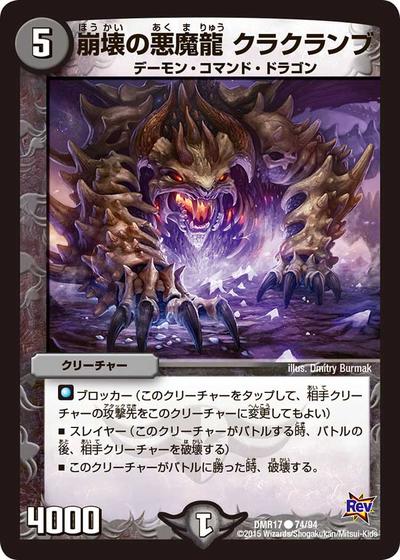 5
ほうかい あくまりゅう
崩壊の悪魔龍 クラクランブ
デーモン・コマンド・ドラゴン
クリーチャー
illus. Dmitry Burmak
ブロッカー(このクリーチャーをタップして、相手クリー
チャーの攻撃先をこのクリーチャーに変更してもよい)
■ スレイヤー(このクリーチャーがバトルする時、バトルの
後、相手クリーチャーを破壊する)
■ このクリーチャーがバトルに勝った時、破壊する。
4000
Rev
DMR17 ● 74/94
©2015 Wizards/Shogakukan/Mitsui-Kids